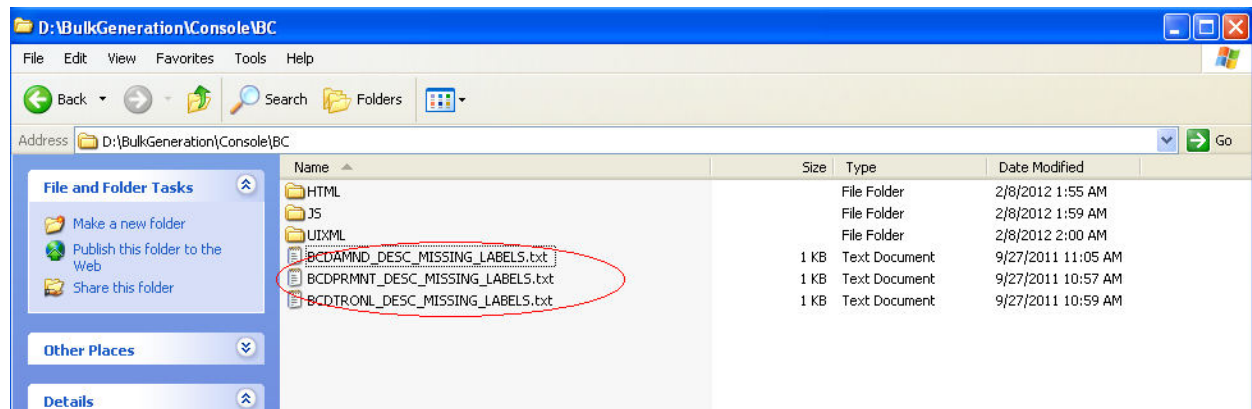 D:\BulkGeneration\Console\BC
File Edit View Favorites Tools Help
Back Search Folders
Address D:\BulkGeneration\Console\BC Go
File and Folder Tasks
Make a new folder
Publish this folder to the
Web
Share this folder
Other Places
Details
Name Size Type Date Modified
HTML File Folder 2/8/2012 1:55 AM
JS File Folder 2/8/2012 1:59 AM
UIXML File Folder 2/8/2012 2:00 AM
BCDAMND_DESC_MISSING_LABELS.txt 1 KB Text Document 9/27/2011 11:05 AM
BCDPRMNT_DESC_MISSING_LABELS.txt 1 KB Text Document 9/27/2011 10:57 AM
BCDTRONL_DESC_MISSING_LABELS.txt 1 KB Text Document 9/27/2011 10:59 AM